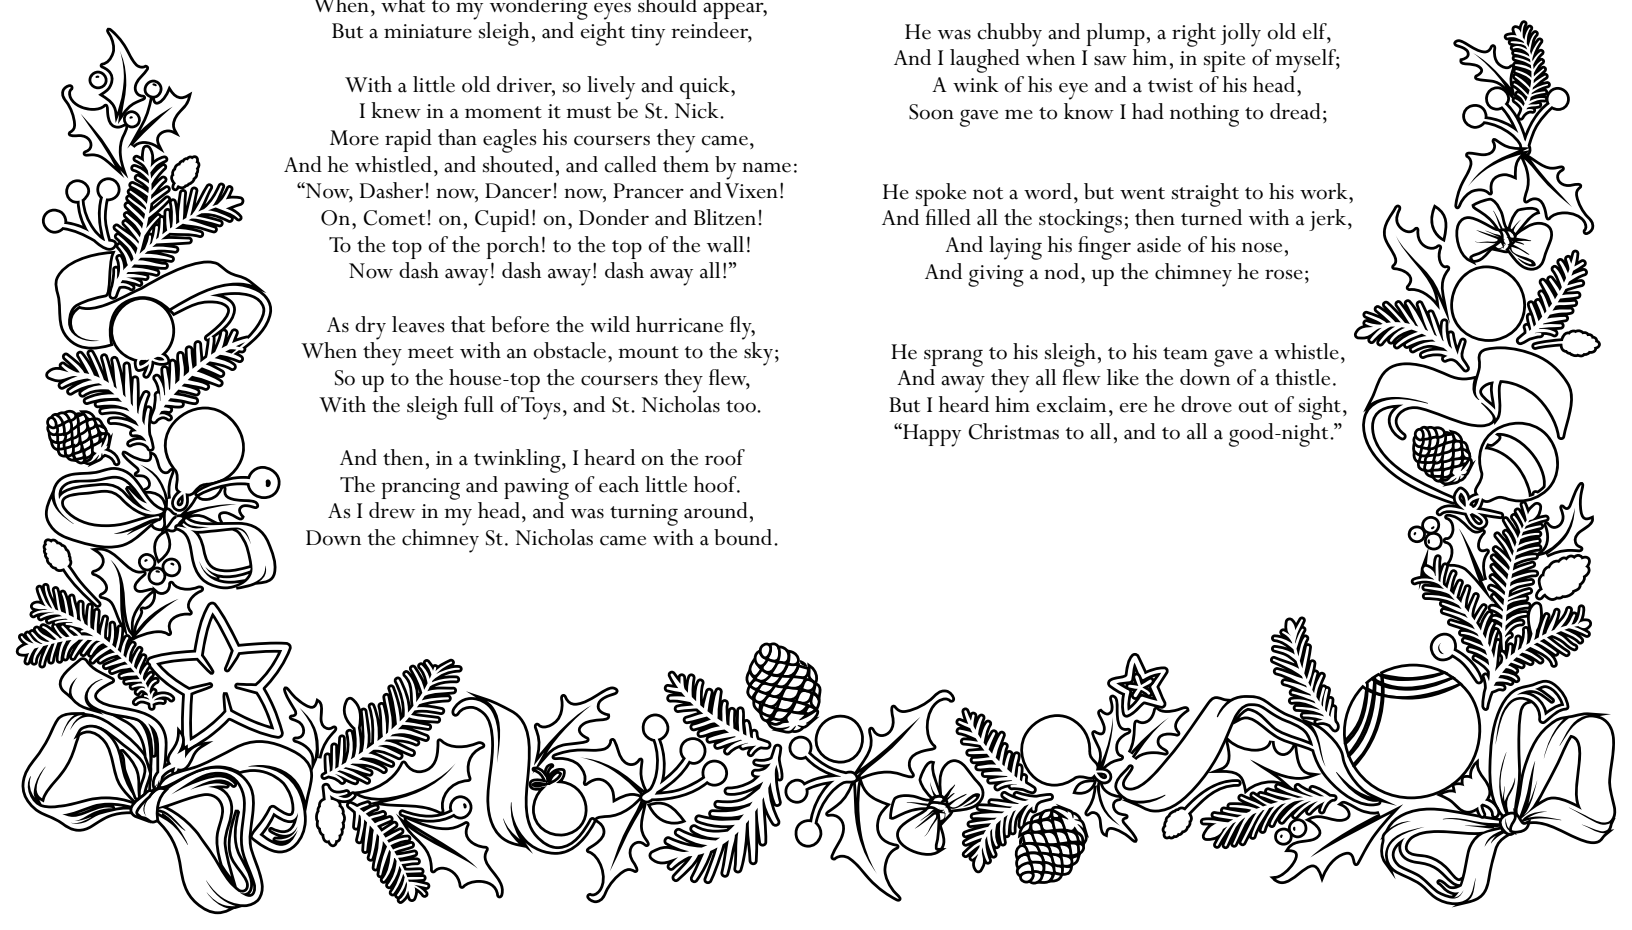 When, what to my wondering eyes should appear,
But a miniature sleigh, and eight tiny reindeer,
With a little old driver, so lively and quick,
I knew in a moment it must be St. Nick.
More rapid than eagles his coursers they came,
And he whistled, and shouted, and called them by name:
“Now, Dasher! now, Dancer! now, Prancer and Vixen!
On, Comet! on, Cupid! on, Donder and Blitzen!
To the top of the porch! to the top of the wall!
Now dash away! dash away! dash away all!”
As dry leaves that before the wild hurricane fly,
When they meet with an obstacle, mount to the sky;
So up to the house-top the coursers they flew,
With the sleigh full of Toys, and St. Nicholas too.
And then, in a twinkling, I heard on the roof
The prancing and pawing of each little hoof.
As I drew in my head, and was turning around,
Down the chimney St. Nicholas came with a bound.
He was chubby and plump, a right jolly old elf,
And I laughed when I saw him, in spite of myself;
A wink of his eye and a twist of his head,
Soon gave me to know I had nothing to dread;
He spoke not a word, but went straight to his work,
And filled all the stockings; then turned with a jerk,
And laying his finger aside of his nose,
And giving a nod, up the chimney he rose;
He sprang to his sleigh, to his team gave a whistle,
And away they all flew like the down of a thistle.
But I heard him exclaim, ere he drove out of sight,
“Happy Christmas to all, and to all a good-night.”